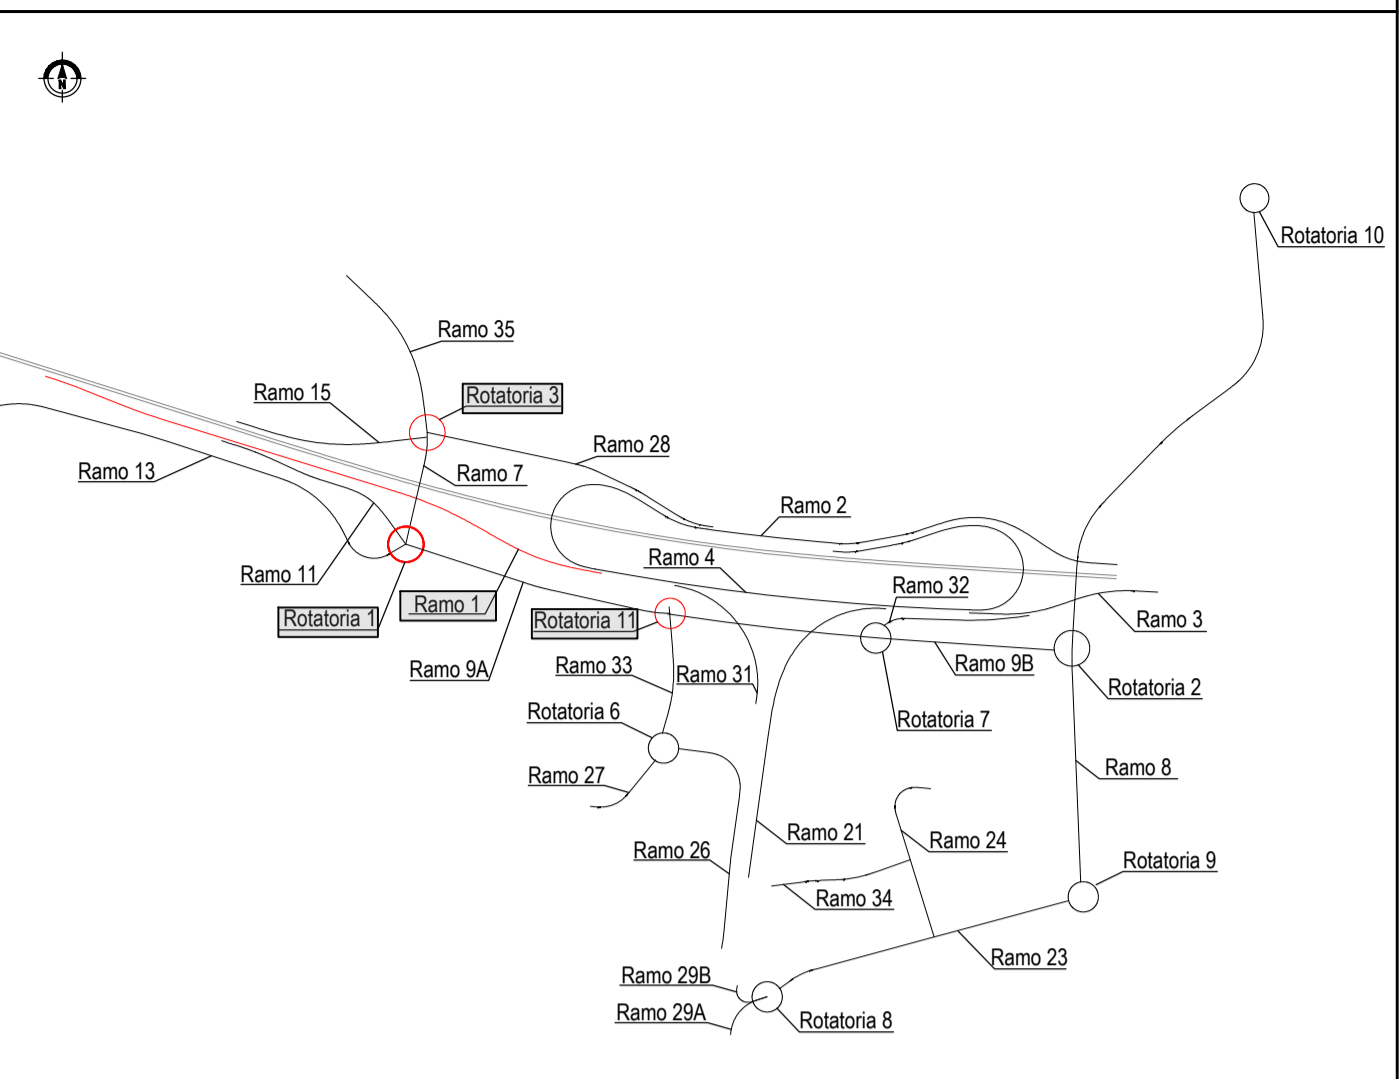 N
Rotatoria 10
Ramo 35
Ramo 15
Rotatoria 3
Ramo 28
Ramo 13
Ramo 7
Ramo 2
Ramo 4
Ramo 11
Ramo 32
Ramo 1
Rotatoria 1
Rotatoria 11
Ramo 3
Ramo 9A
Ramo 33
Ramo 31
Ramo 9B
Rotatoria 2
Rotatoria 6
Rotatoria 7
Ramo 27
Ramo 8
Ramo 21
Ramo 24
Ramo 26
Rotatoria 9
Ramo 34
Ramo 23
Ramo 29B
Ramo 29A
Rotatoria 8